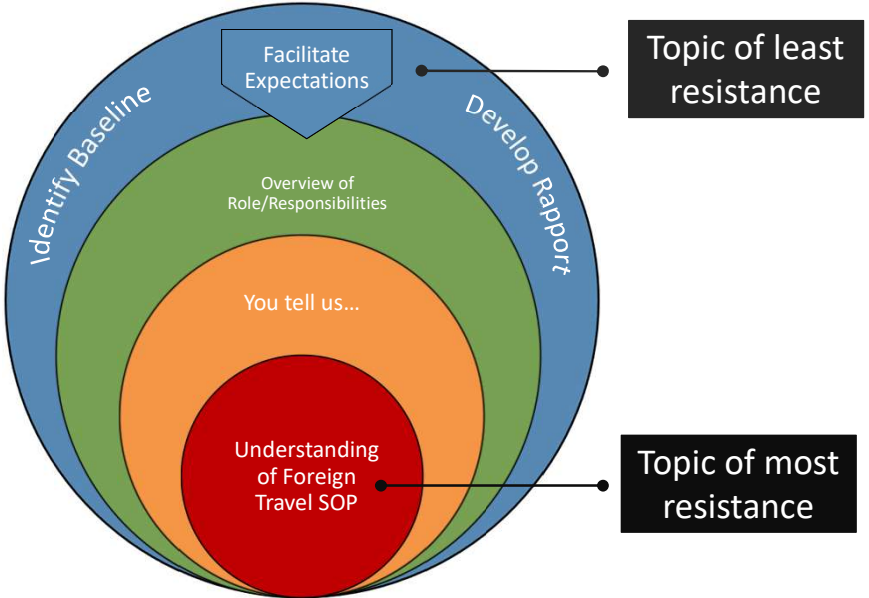 Facilitate
Expectations
Identify Baseline
Develop Rapport
Topic of least
resistance
Overview of
Role/Responsibilities
You tell us...
Understanding
of Foreign
Travel SOP
Topic of most
resistance